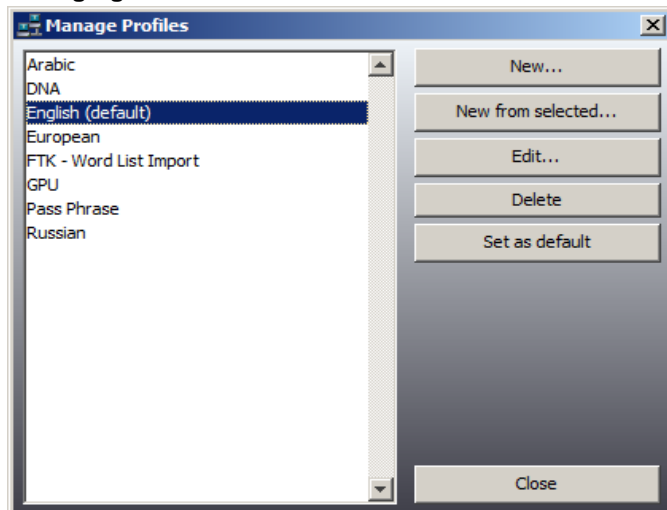 Manage Profiles
Arabic
DNA
English (default)
European
FTK - Word List Import
GPU
Pass Phrase
Russian
New...
New from selected...
Edit...
Delete
Set as default
Close